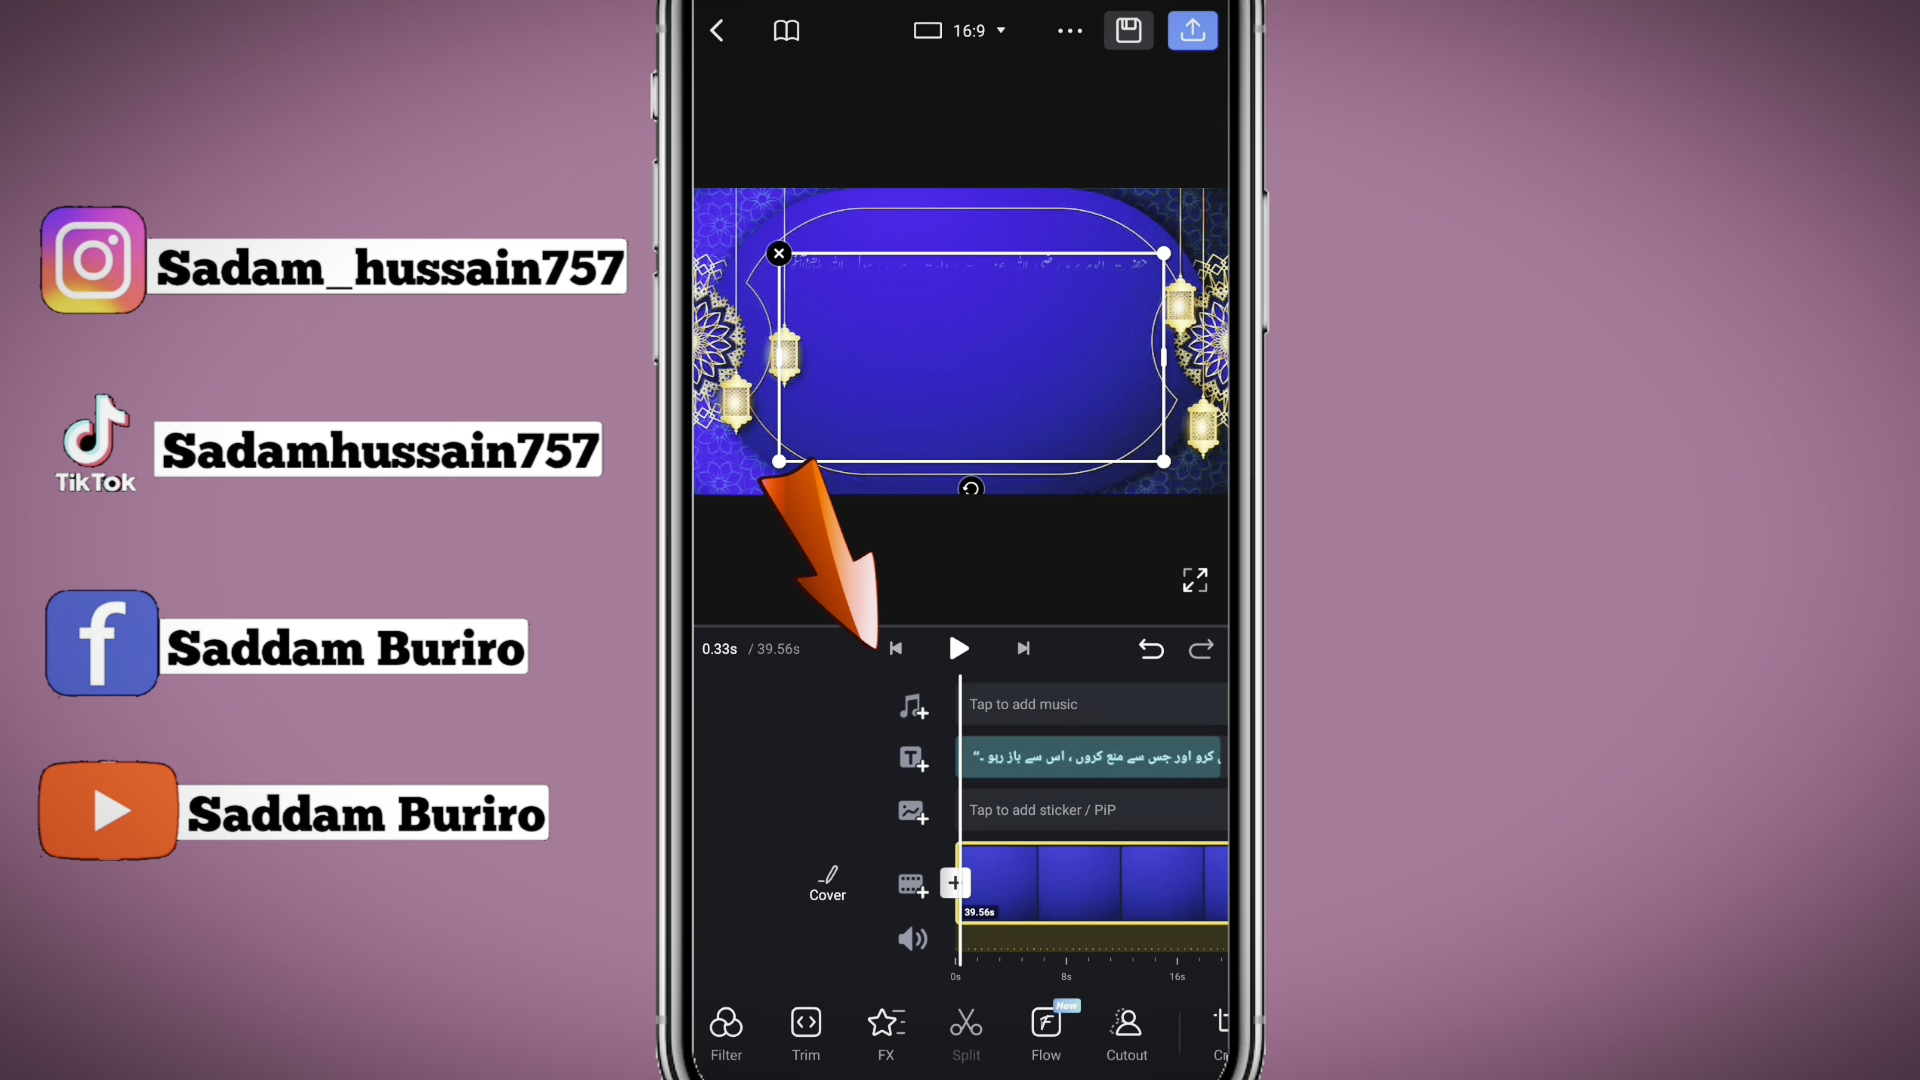 16:9
Sadam_hussain757
TikTok
Sadamhussain757
Saddam Buriro
Saddam Buriro
0.33s / 39.56s
Tap to add music
کرو اور جس سے منع کروں ، اس سے باز رہو ۔“
Tap to add sticker / PiP
Cover
39.56s
0s 8s 16s
New
Filter Trim FX Split Flow Cutout